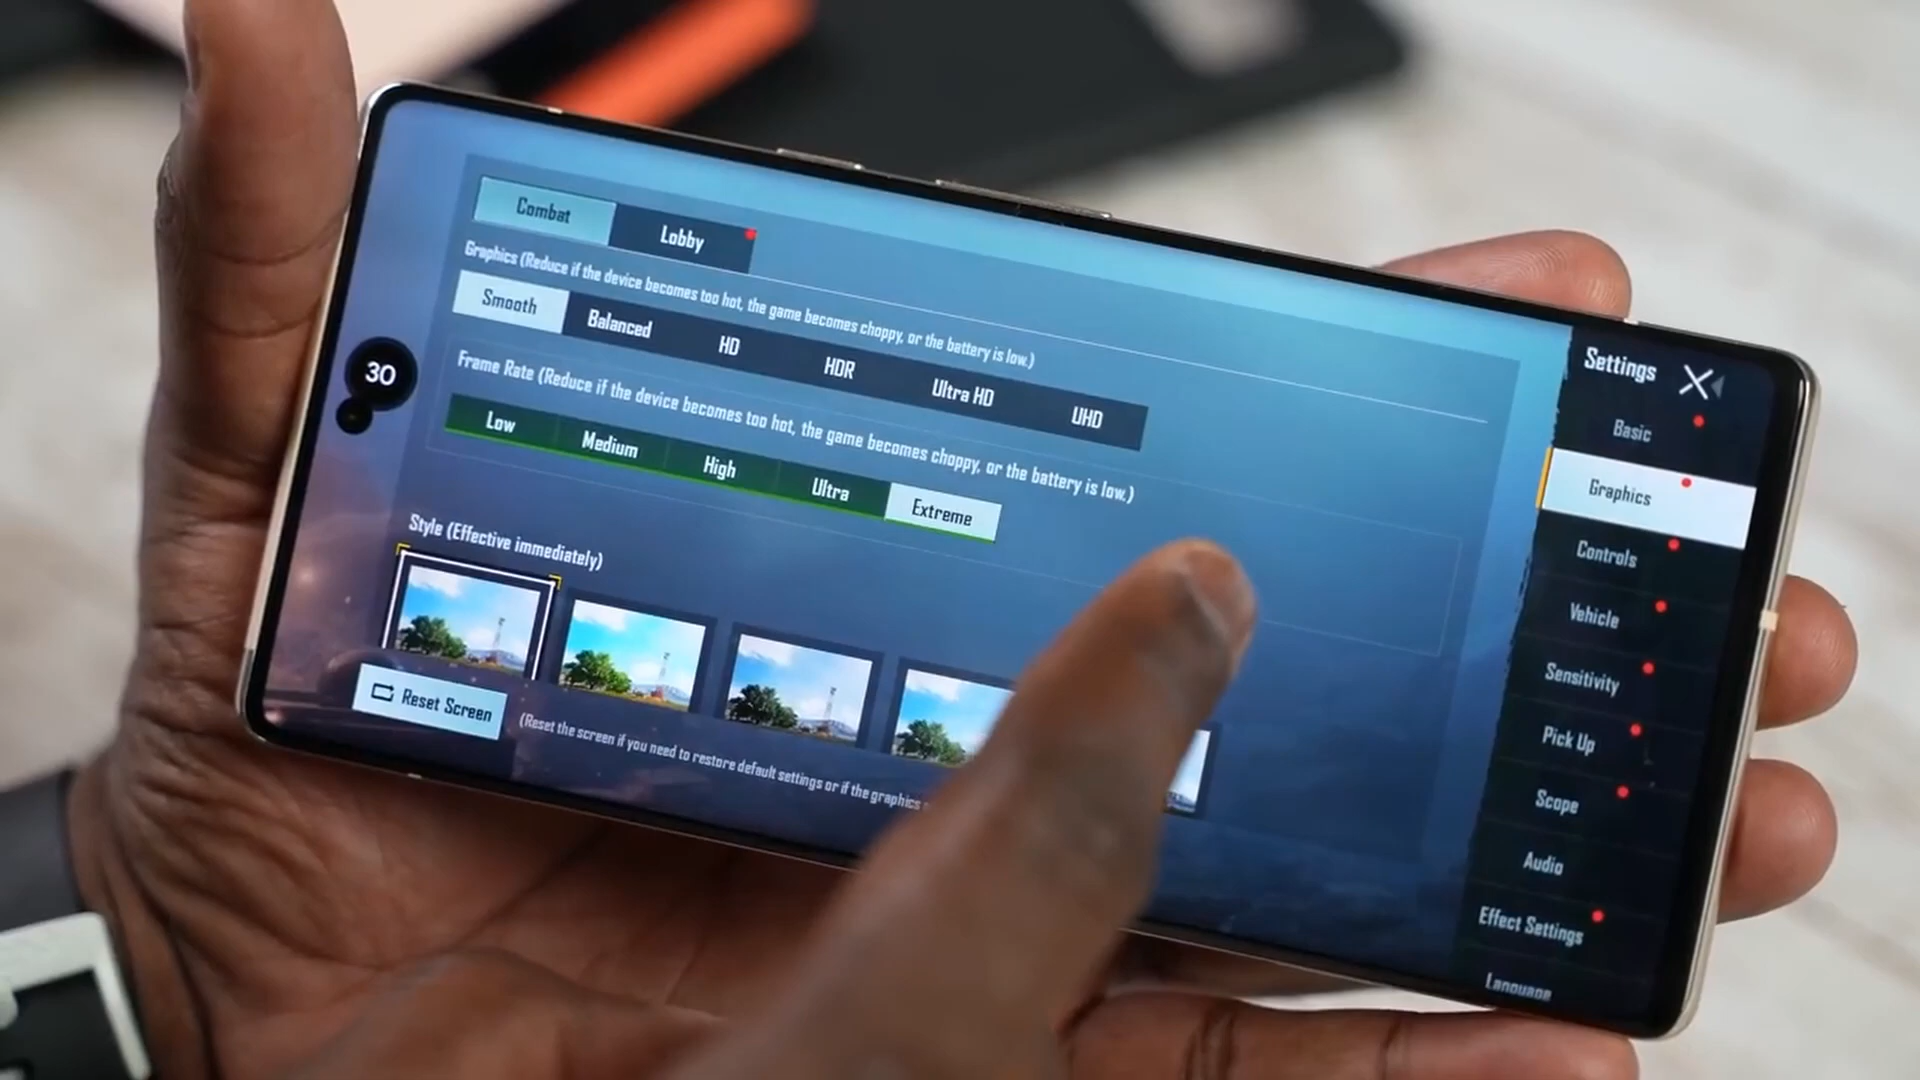 Combat
Lobby
Graphics (Reduce if the device becomes too hot, the game becomes choppy, or the battery is low.)
Smooth
Balanced
HD
HDR
Ultra HD
UHD
Frame Rate (Reduce if the device becomes too hot, the game becomes choppy, or the battery is low.)
Low
Medium
High
Ultra
Extreme
Style (Effective immediately)
Reset Screen
(Reset the screen if you need to restore default settings or if the graphics
30
Settings
Basic
Graphics
Controls
Vehicle
Sensitivity
Pick Up
Scope
Audio
Effect Settings
Language